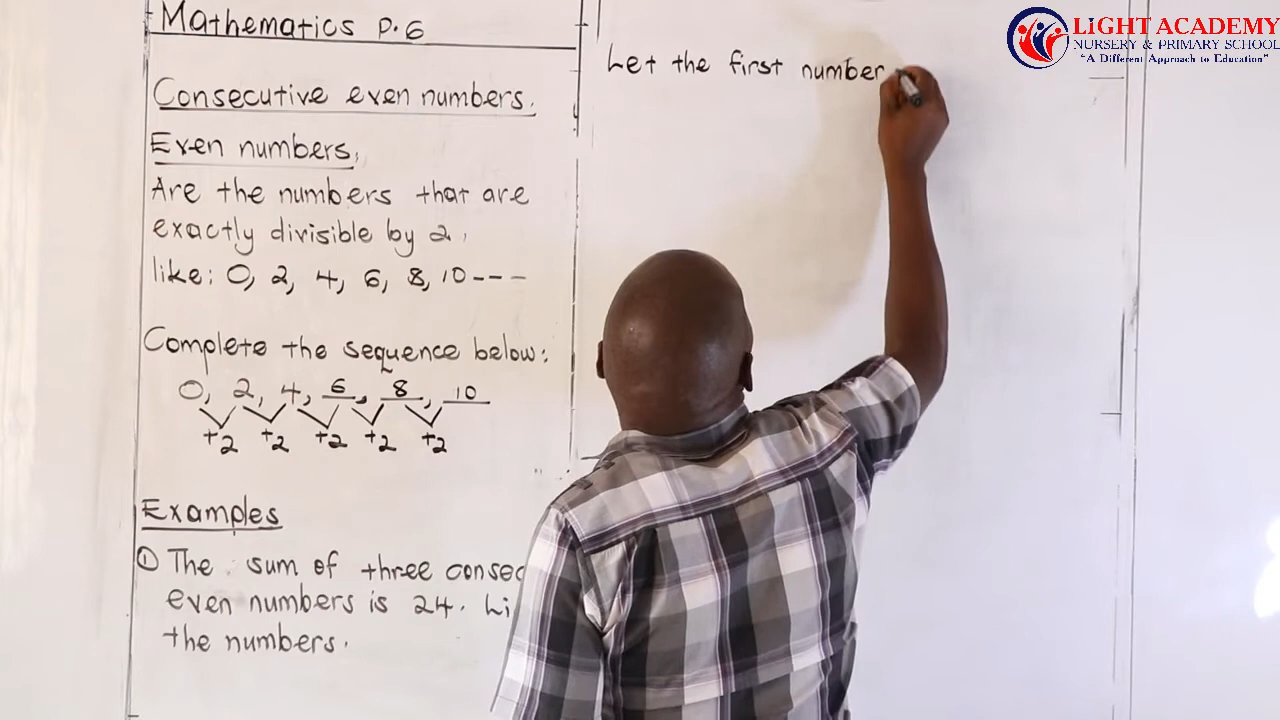 Mathematics P.6
Consecutive even numbers.
Even numbers.
Are the numbers that are
exactly divisible by 2.
like: 0, 2, 4, 6, 8, 10 - - -
Complete the sequence below:
0, 2, 4, 6, 8, 10
+2 +2 +2 +2 +2
Examples
① The sum of three consec
even numbers is 24. Li
the numbers.
Let the first number
LIGHT ACADEMY
NURSERY & PRIMARY SCHOOL
"A Different Approach to Education"